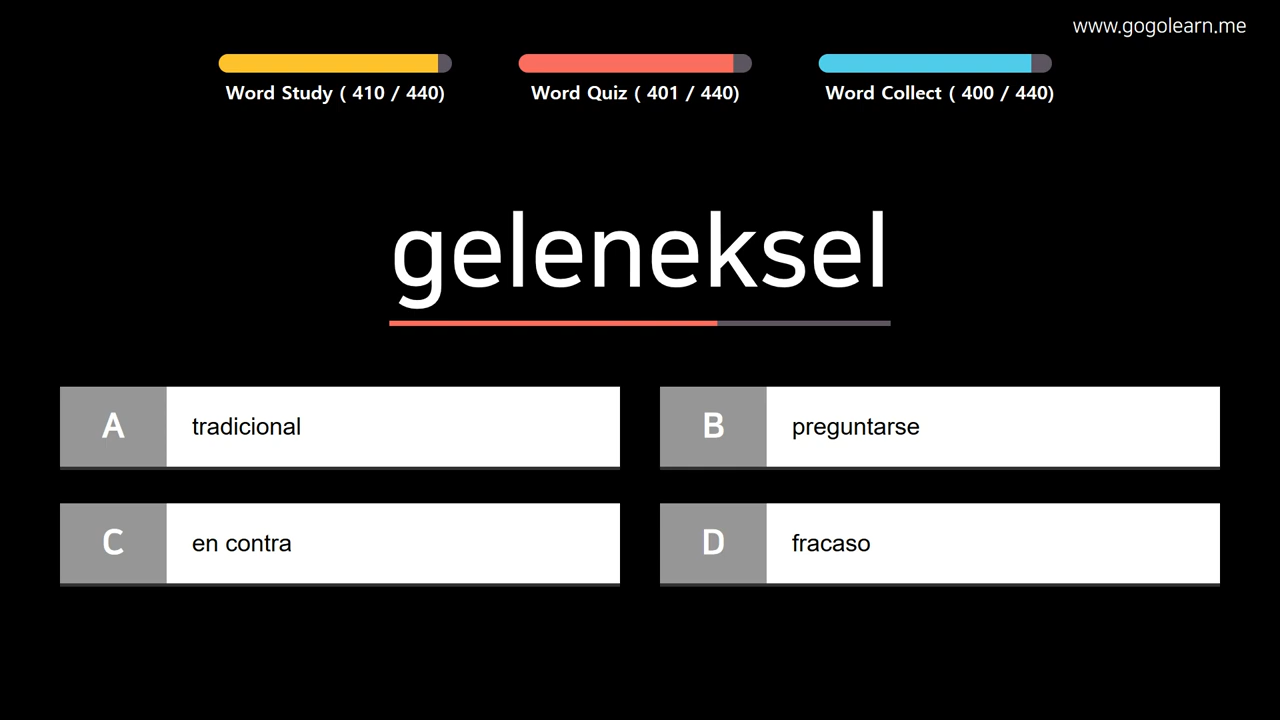 www.gogolearn.me
Word Study ( 410 / 440)
Word Quiz ( 401 / 440)
Word Collect ( 400 / 440)
geleneksel
A tradicional
B preguntarse
C en contra
D fracaso